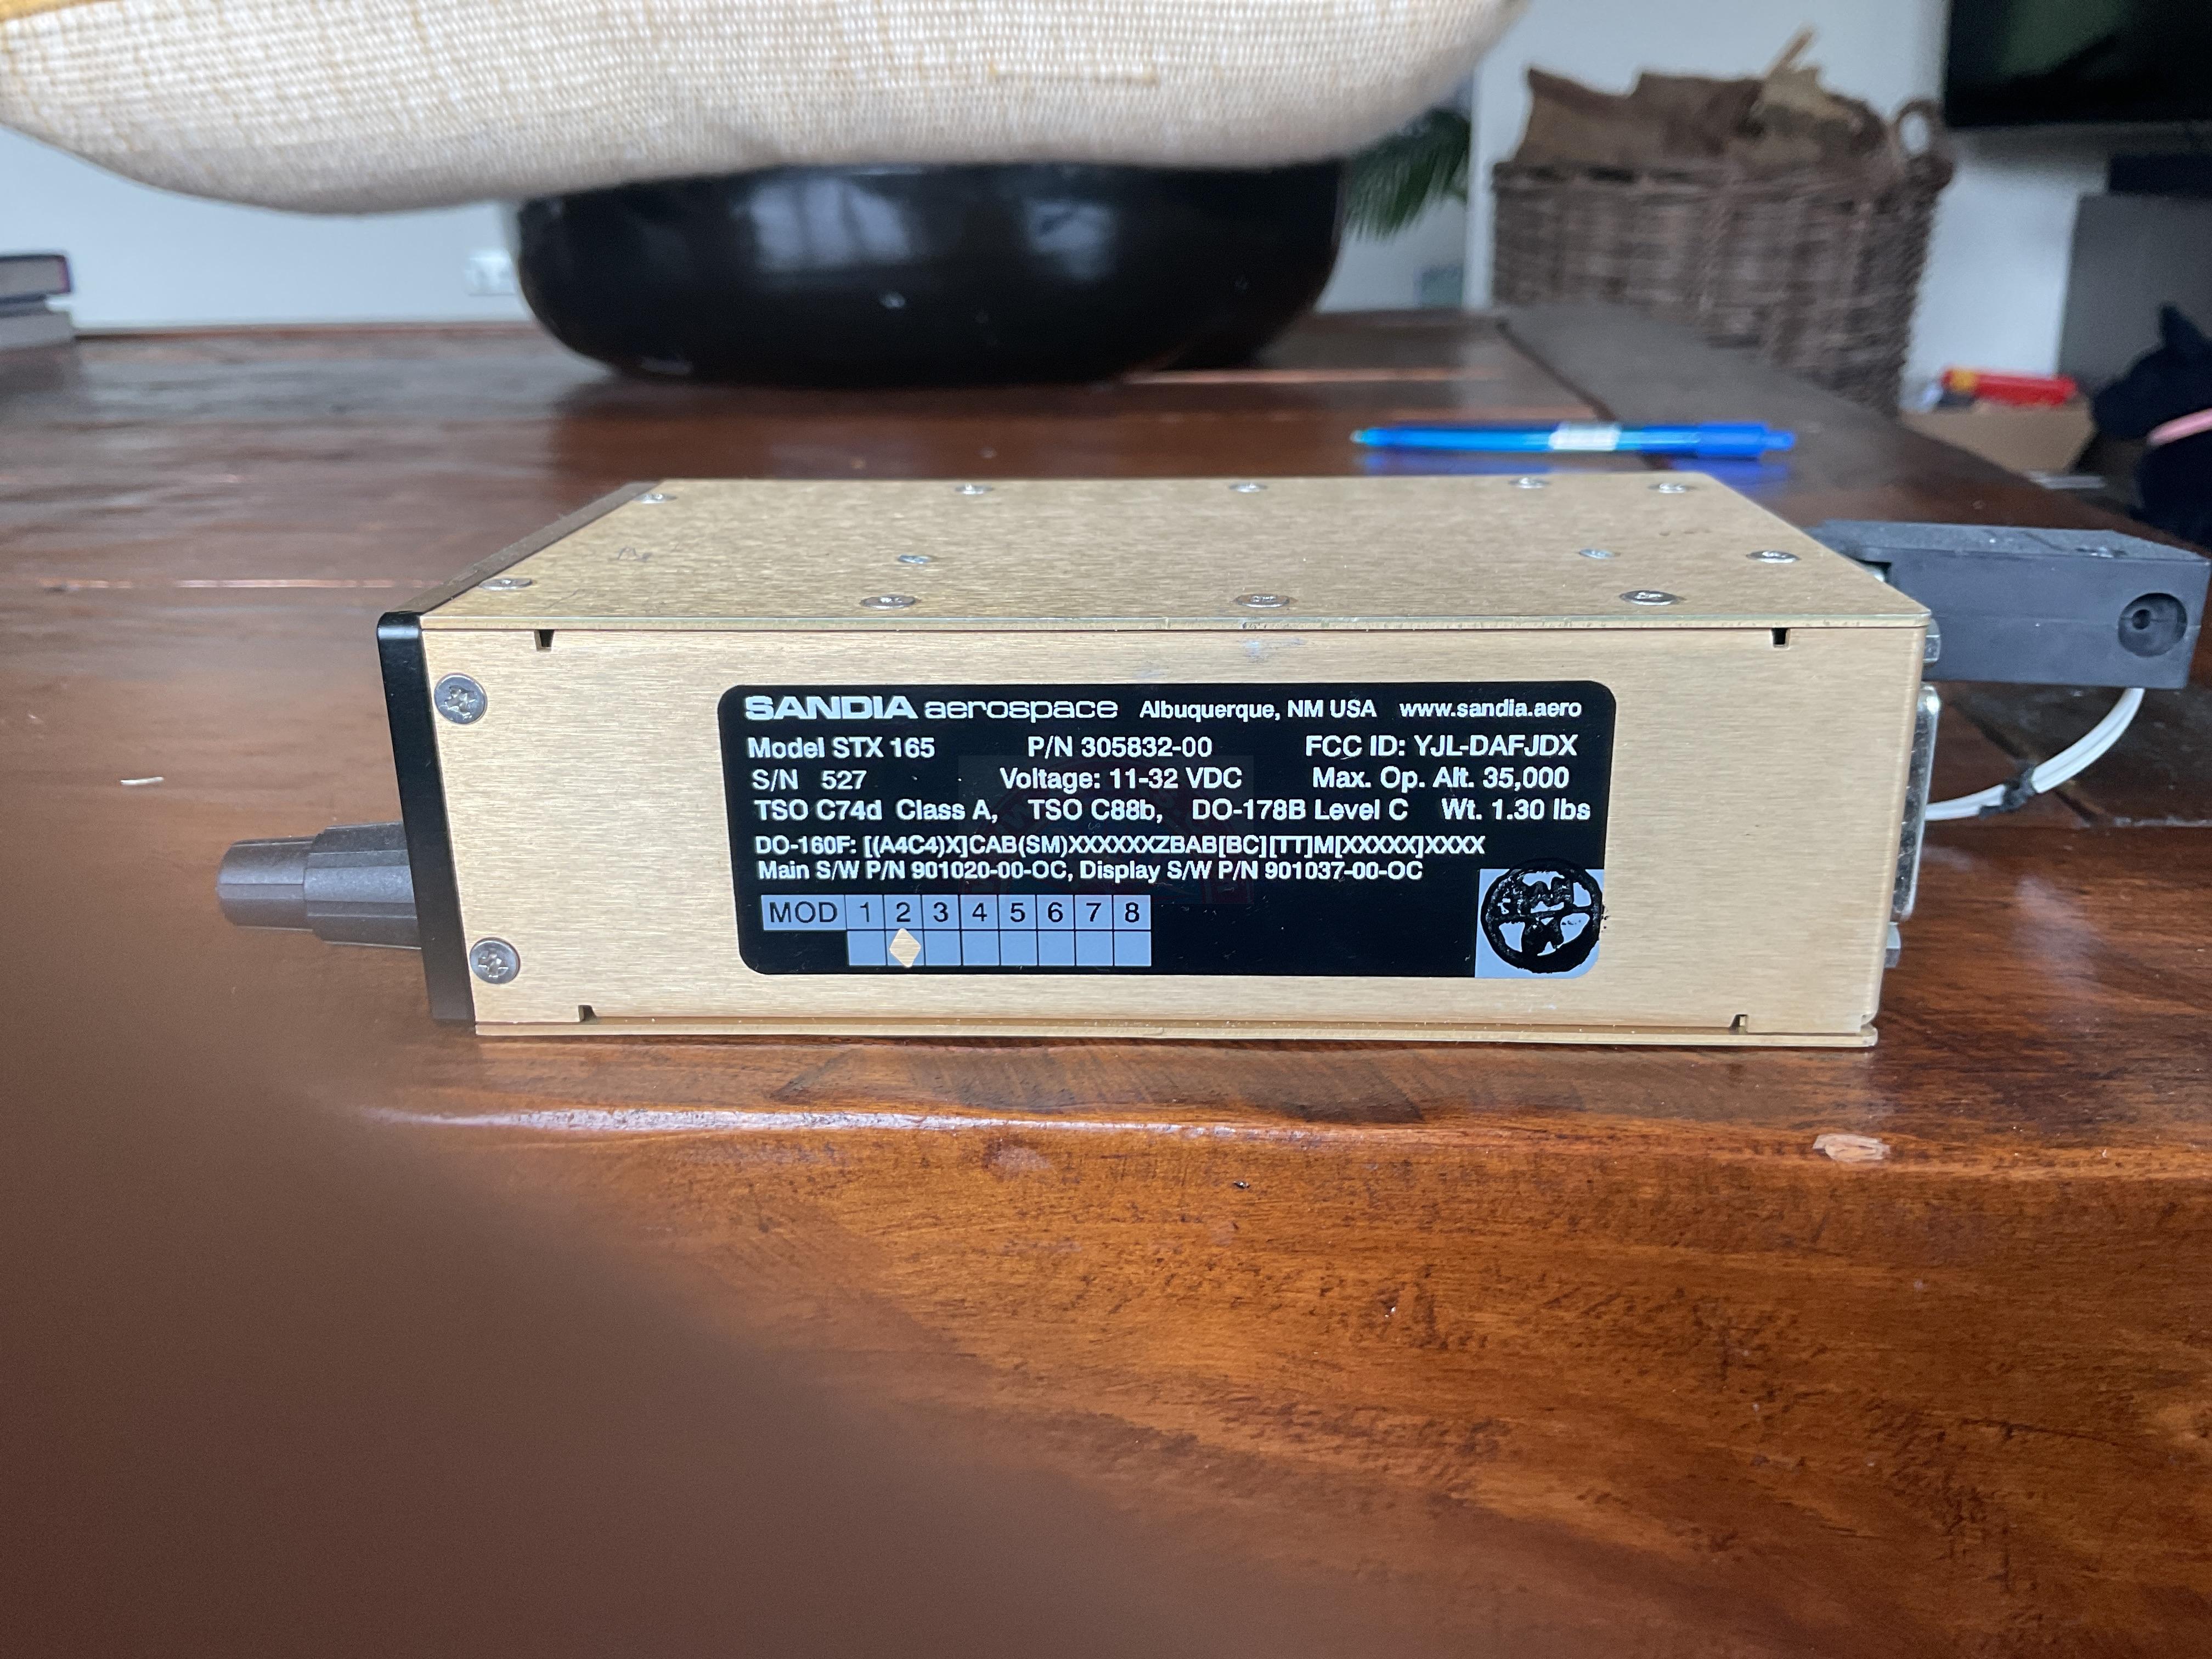 SANDIA aerospace Albuquerque, NM USA www.sandia.aero
Model STX 165 P/N 305832-00 FCC ID: YJL-DAFJDX
S/N 527 Voltage: 11-32 VDC Max. Op. Alt. 35,000
TSO C74d Class A, TSO C88b, DO-178B Level C Wt. 1.30 lbs
DO-160F: [(A4C4)X]CAB(SM)XXXXXXXZBAB[BC][TT]M[XXXXX]XXXX
Main S/W P/N 901020-00-OC, Display S/W P/N 901037-00-OC
MOD 1 2 3 4 5 6 7 8